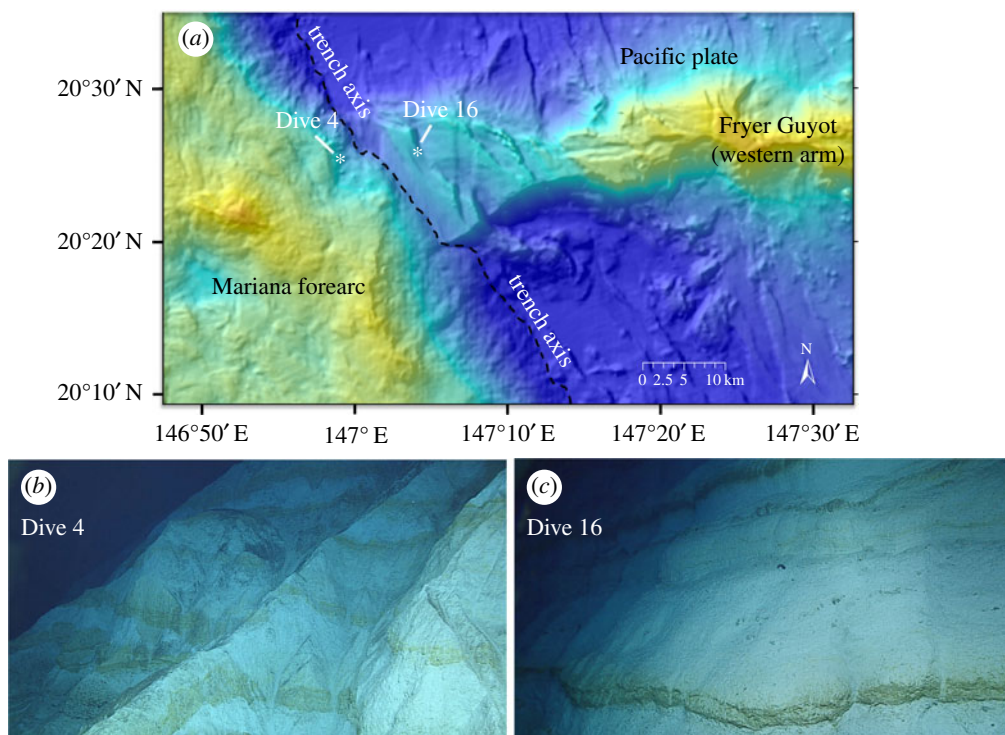 (a)
Pacific plate
trench axis
20°30′ N
Dive 4
Dive 16
Fryer Guyot
(western arm)
20°20′ N
Mariana forearc
trench axis
N
0 2.5 5 10 km
20°10′ N
146°50′ E
147° E
147°10′ E
147°20′ E
147°30′ E
(b)
Dive 4
(c)
Dive 16